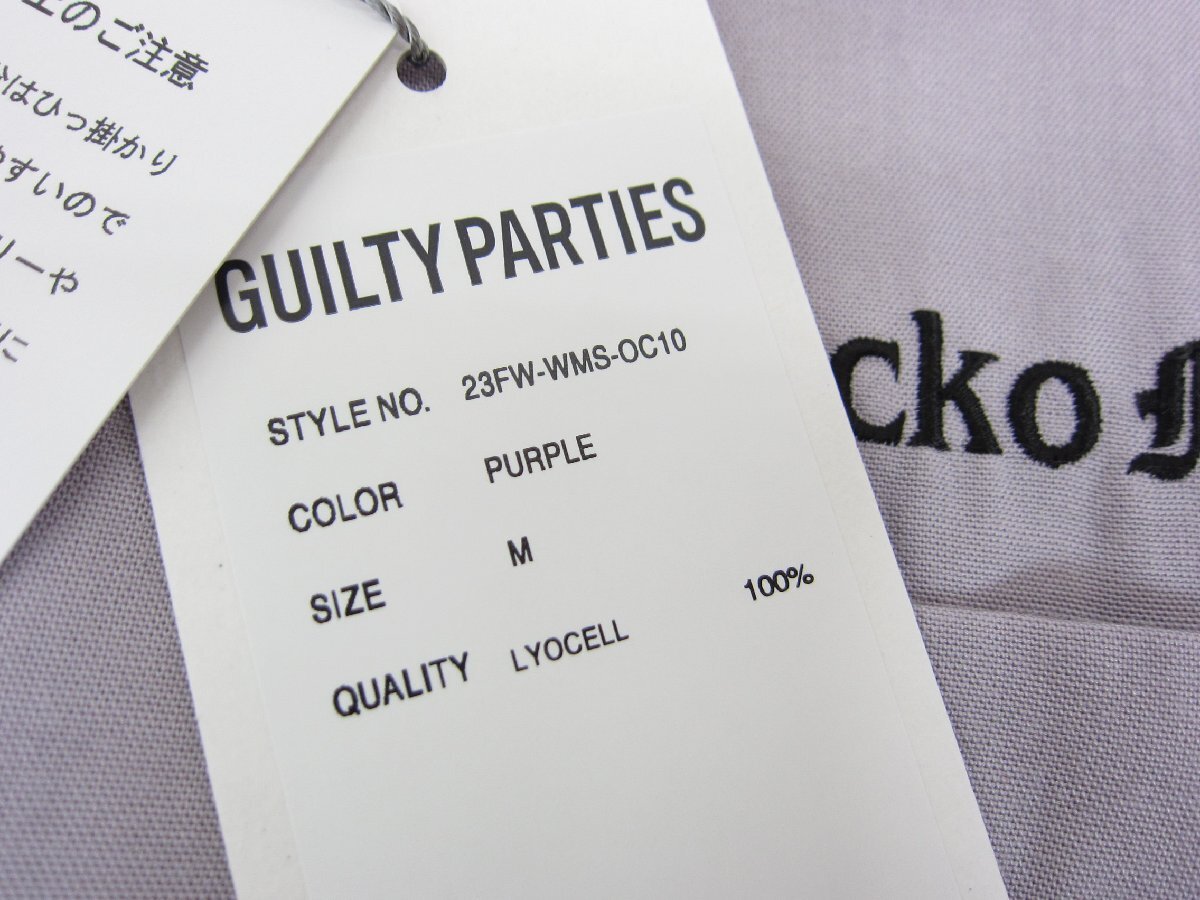 のご注意
はひっ掛かり
やすいので
リーや
に
GUILTY PARTIES
STYLE NO. 23FW-WMS-OC10
COLOR PURPLE
SIZE M
QUALITY LYOCELL 100%
cko